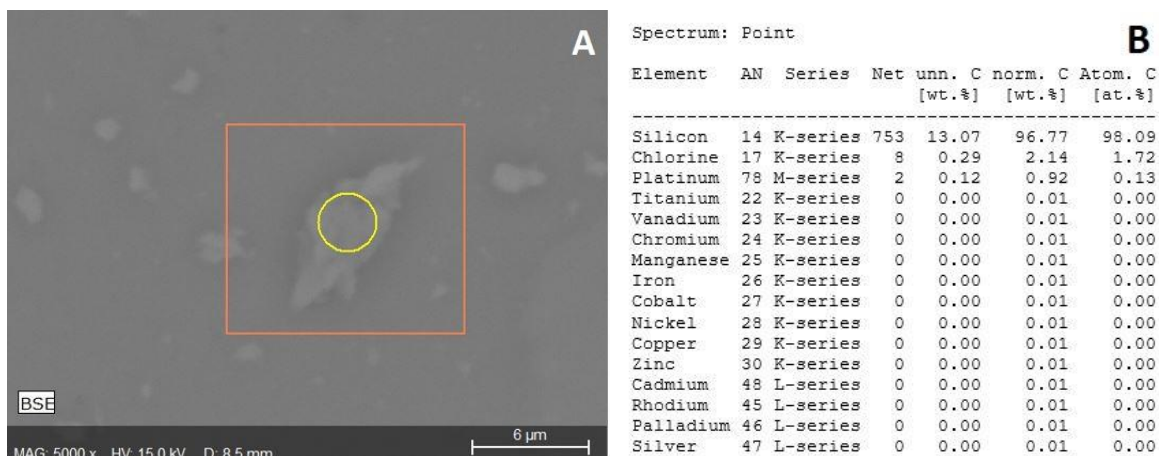 A
BSE
6 µm
MAG: 5000 x HV: 15.0 kV D: 8.5 mm
B
Spectrum: Point
Element AN Series Net unn. C norm. C Atom. C
[wt.%] [wt.%] [at.%]
-----------------------------------------------------
Silicon 14 K-series 753 13.07 96.77 98.09
Chlorine 17 K-series 8 0.29 2.14 1.72
Platinum 78 M-series 2 0.12 0.92 0.13
Titanium 22 K-series 0 0.00 0.01 0.00
Vanadium 23 K-series 0 0.00 0.01 0.00
Chromium 24 K-series 0 0.00 0.01 0.00
Manganese 25 K-series 0 0.00 0.01 0.00
Iron 26 K-series 0 0.00 0.01 0.00
Cobalt 27 K-series 0 0.00 0.01 0.00
Nickel 28 K-series 0 0.00 0.01 0.00
Copper 29 K-series 0 0.00 0.01 0.00
Zinc 30 K-series 0 0.00 0.01 0.00
Cadmium 48 L-series 0 0.00 0.01 0.00
Rhodium 45 L-series 0 0.00 0.01 0.00
Palladium 46 L-series 0 0.00 0.01 0.00
Silver 47 L-series 0 0.00 0.01 0.00